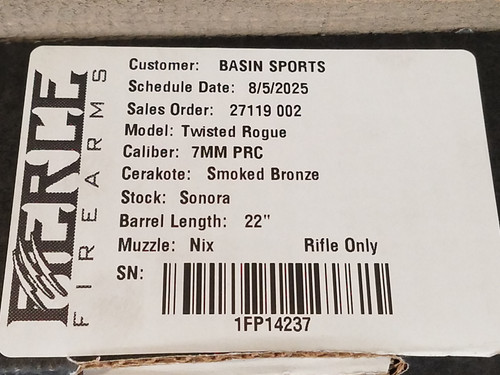 FIERCE
FIREARMS
Customer: BASIN SPORTS
Schedule Date: 8/5/2025
Sales Order: 27119 002
Model: Twisted Rogue
Caliber: 7MM PRC
Cerakote: Smoked Bronze
Stock: Sonora
Barrel Length: 22"
Muzzle: Nix Rifle Only
SN:
1FP14237